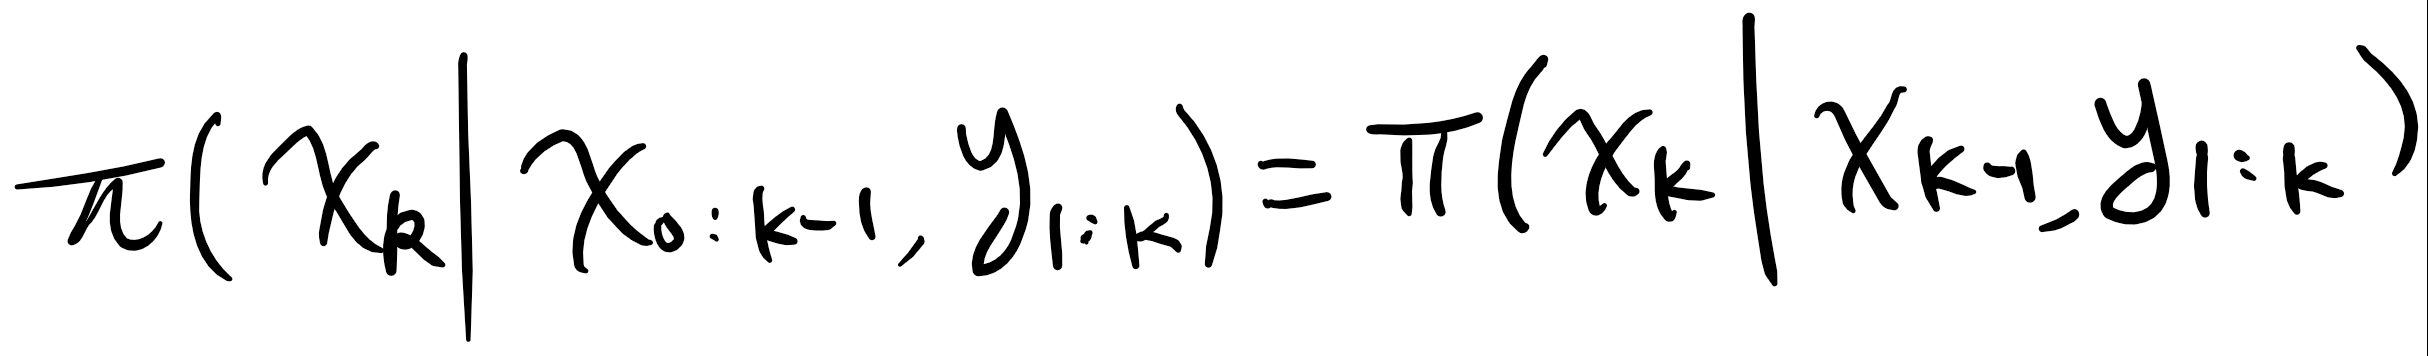 π(x_k | x_{0:k-1}, y_{1:k}) = π(x_k | x_{k-1}, y_{1:k})